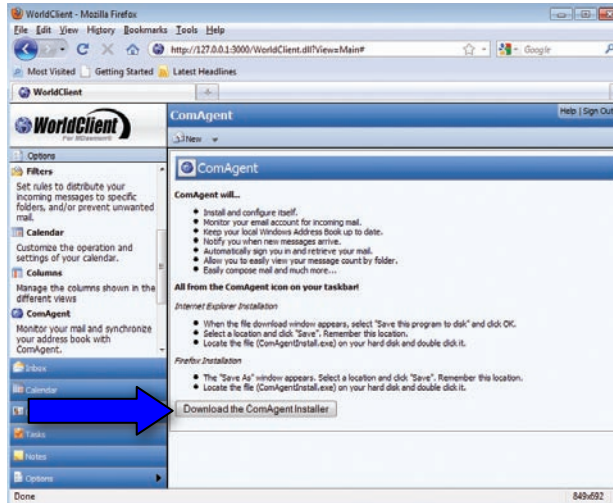 WorldClient - Mozilla Firefox
File Edit View History Bookmarks Tools Help
http://127.0.0.1:3000/WorldClient.dll?View=Main#
Google
Most Visited Getting Started Latest Headlines
WorldClient
WorldClient
For MDaemon
ComAgent
Help | Sign Out
New
Options
Filters
Set rules to distribute your
incoming messages to specific
folders, and/or prevent unwanted
mail.
Calendar
Customize the operation and
settings of your calendar.
Columns
Manage the columns shown in the
different views
ComAgent
Monitor your mail and synchronize
your address book with
ComAgent.
Inbox
Calendar
Tasks
Notes
Options
ComAgent
ComAgent will...
Install and configure itself.
Monitor your email account for incoming mail.
Keep your local Windows Address Book up to date.
Notify you when new messages arrive.
Automatically sign you in and retrieve your mail.
Allow you to easily view your message count by folder.
Easily compose mail and much more...
All from the ComAgent icon on your taskbar!
Internet Explorer Installation
When the file download window appears, select "Save this program to disk" and click OK.
Select a location and click "Save". Remember this location.
Locate the file (ComAgentInstall.exe) on your hard disk and double click it.
Firefox Installation
The "Save As" window appears. Select a location and click "Save". Remember this location.
Locate the file (ComAgentInstall.exe) on your hard disk and double click it.
Download the ComAgent Installer
Done
849x692